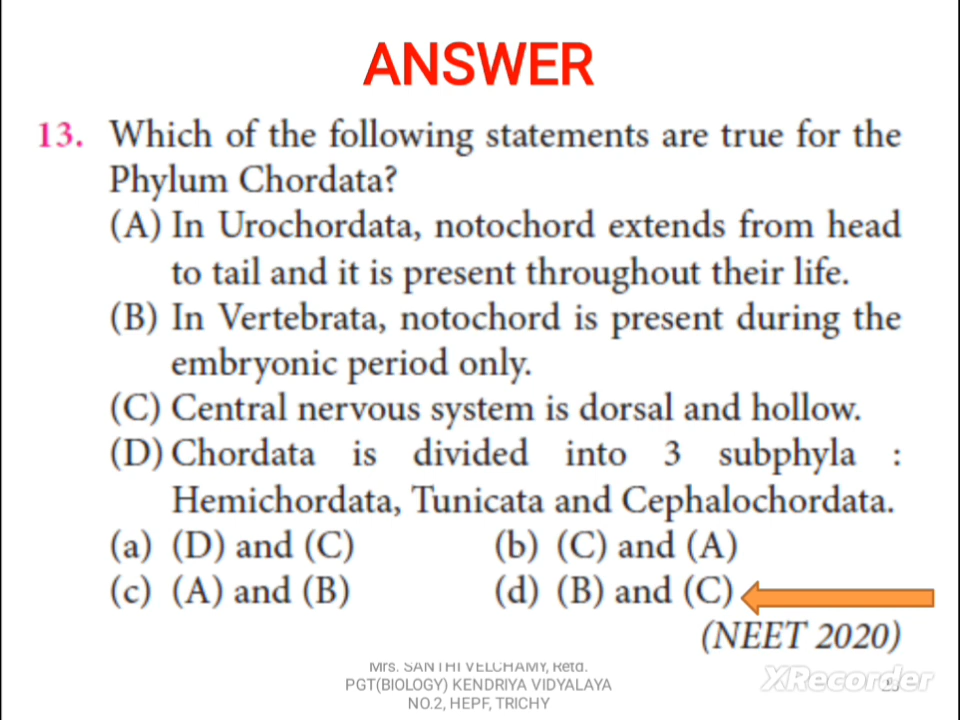 ANSWER
13. Which of the following statements are true for the
Phylum Chordata?
(A) In Urochordata, notochord extends from head
to tail and it is present throughout their life.
(B) In Vertebrata, notochord is present during the
embryonic period only.
(C) Central nervous system is dorsal and hollow.
(D) Chordata is divided into 3 subphyla :
Hemichordata, Tunicata and Cephalochordata.
(a) (D) and (C) (b) (C) and (A)
(c) (A) and (B) (d) (B) and (C)
(NEET 2020)
Mrs. SANTHI VELCHAMY, Retd.
PGT(BIOLOGY) KENDRIYA VIDYALAYA
NO.2, HEPF, TRICHY
XRecorder